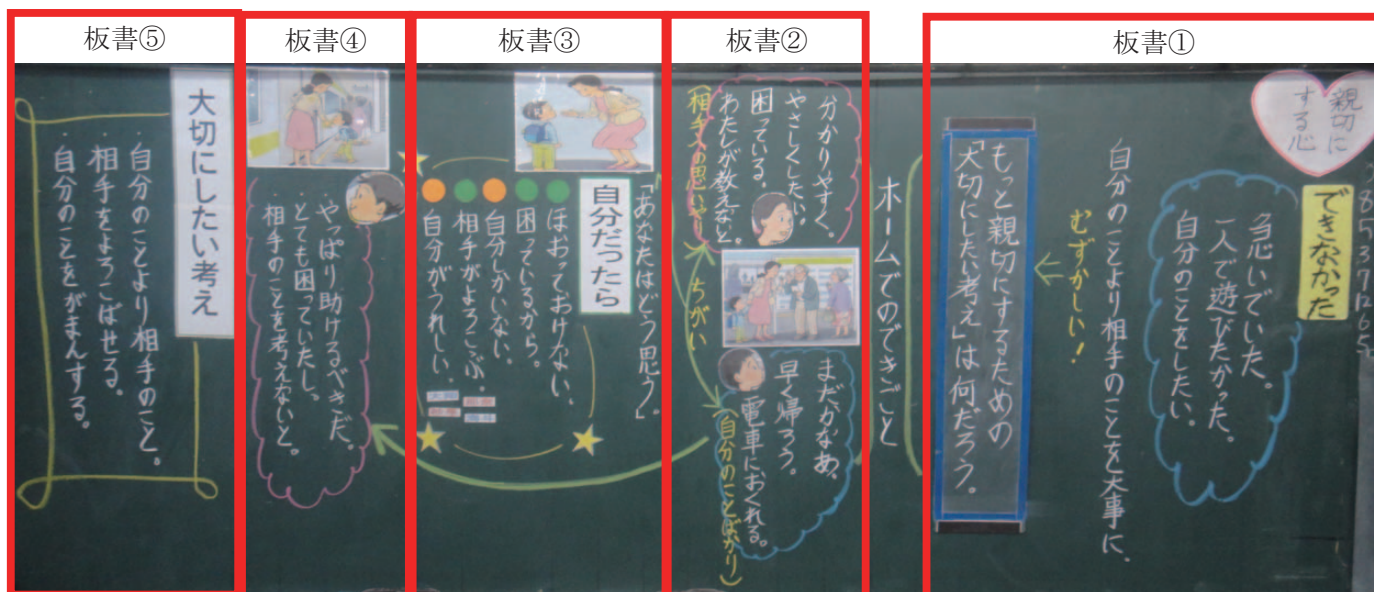 板書①
親切に
する心
できなかった
急いでいた。
一人で遊びたかった。
自分のことをしたい。
自分のことより相手のことを大事に、
むずかしい!
もっと親切にするための
「大切にしたい考え」は何だろう。
ホームでのできごと
板書②
分かりやすく。
やさしくしたい
困っている。
あたしが教えなと。
(相手への思いやり)
ちがい
まだかなあ、
早く帰ろう。
電車におくれる。
(自分のことばかり)
板書③
「あなたはどう思う」。
自分だったら
ほおっておけない、
困っているから。
自分しかいない。
相手がよろこぶ。
自分がうれしい。
板書④
やっぱり助けるべきだ。
とても困っていたし。
相手のことを考えないと。
板書⑤
大切にしたい考え
・自分のことより相手のこと。
・相手をよろこばせる。
・自分のことをがまんする。